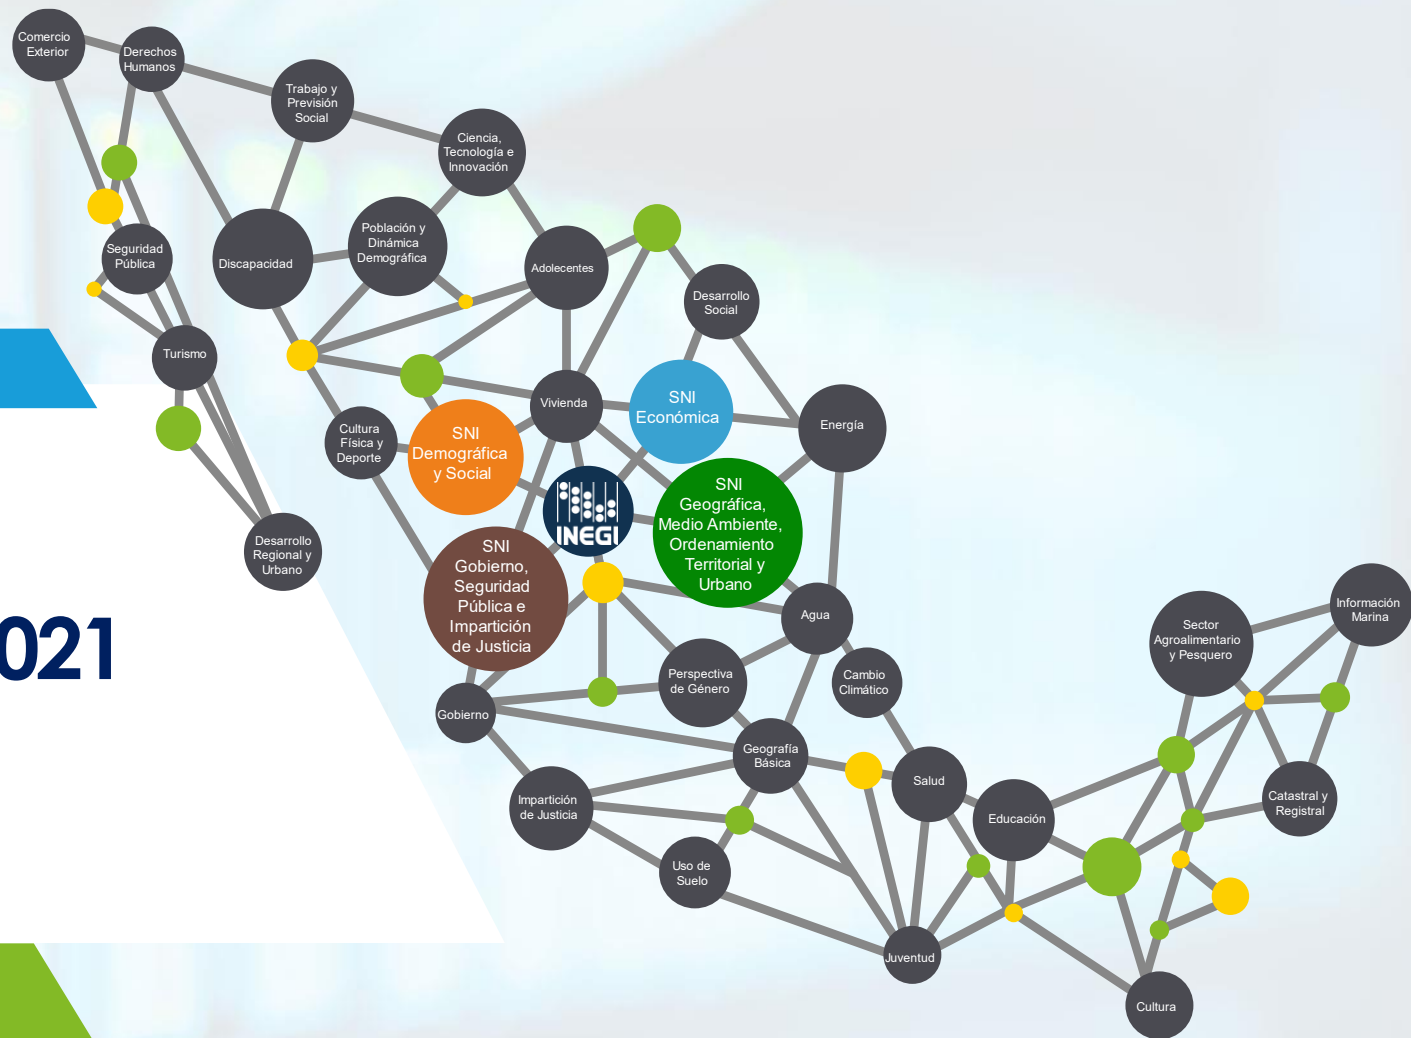 Comercio
Exterior
Derechos
Humanos
Trabajo y
Previsión
Social
Ciencia,
Tecnología e
Innovación
Seguridad
Pública
Discapacidad
Población y
Dinámica
Demográfica
Adolecentes
Desarrollo
Social
Turismo
Cultura
Física y
Deporte
Vivienda
SNI
Económica
Energía
SNI
Demográfica
y Social
INEGI
SNI
Geográfica,
Medio Ambiente,
Ordenamiento
Territorial y
Urbano
Desarrollo
Regional y
Urbano
SNI
Gobierno,
Seguridad
Pública e
Impartición
de Justicia
021
Agua
Perspectiva
de Género
Cambio
Climático
Gobierno
Geografía
Básica
Impartición
de Justicia
Uso de
Suelo
Salud
Educación
Juventud
Sector
Agroalimentario
y Pesquero
Información
Marina
Catastral y
Registral
Cultura